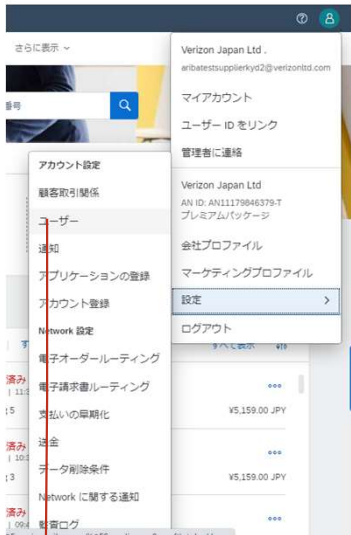 さらに表示
番号
Verizon Japan Ltd .
aribatestsupplierkyd2@verizonltd.com
マイアカウント
ユーザー ID をリンク
管理者に連絡
Verizon Japan Ltd
AN ID: AN11179846379-T
プレミアムパッケージ
会社プロファイル
マーケティングプロファイル
設定
ログアウト
アカウント設定
顧客取引関係
ユーザー
通知
アプリケーションの登録
アカウント登録
Network 設定
電子オーダールーティング
電子請求書ルーティング
支払いの早期化
送金
データ削除条件
Network に関する通知
監査ログ
すべて表示
済み
¥5,159.00 JPY
済み
¥5,159.00 JPY
済み